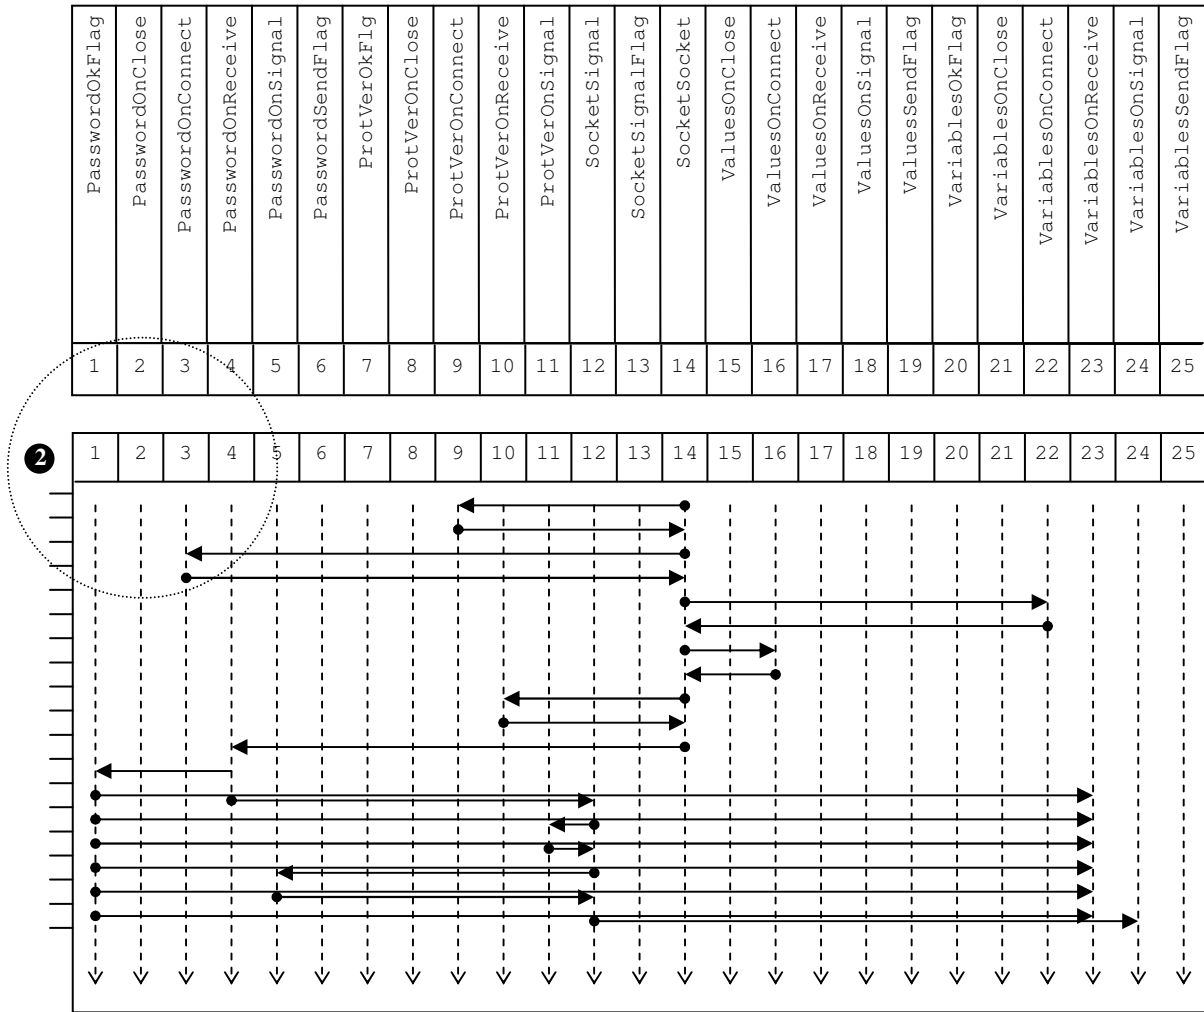 PasswordOkFlag
PasswordOnClose
PasswordOnConnect
PasswordOnReceive
PasswordOnSignal
PasswordSendFlag
ProtVerOkFlg
ProtVerOnClose
ProtVerOnConnect
ProtVerOnReceive
ProtVerOnSignal
SocketSignal
SocketSignalFlag
SocketSocket
ValuesOnClose
ValuesOnConnect
ValuesOnReceive
ValuesOnSignal
ValuesSendFlag
VariablesOkFlag
VariablesOnClose
VariablesOnConnect
VariablesOnReceive
VariablesOnSignal
VariablesSendFlag
1 2 3 4 5 6 7 8 9 10 11 12 13 14 15 16 17 18 19 20 21 22 23 24 25
2
1 2 3 4 5 6 7 8 9 10 11 12 13 14 15 16 17 18 19 20 21 22 23 24 25